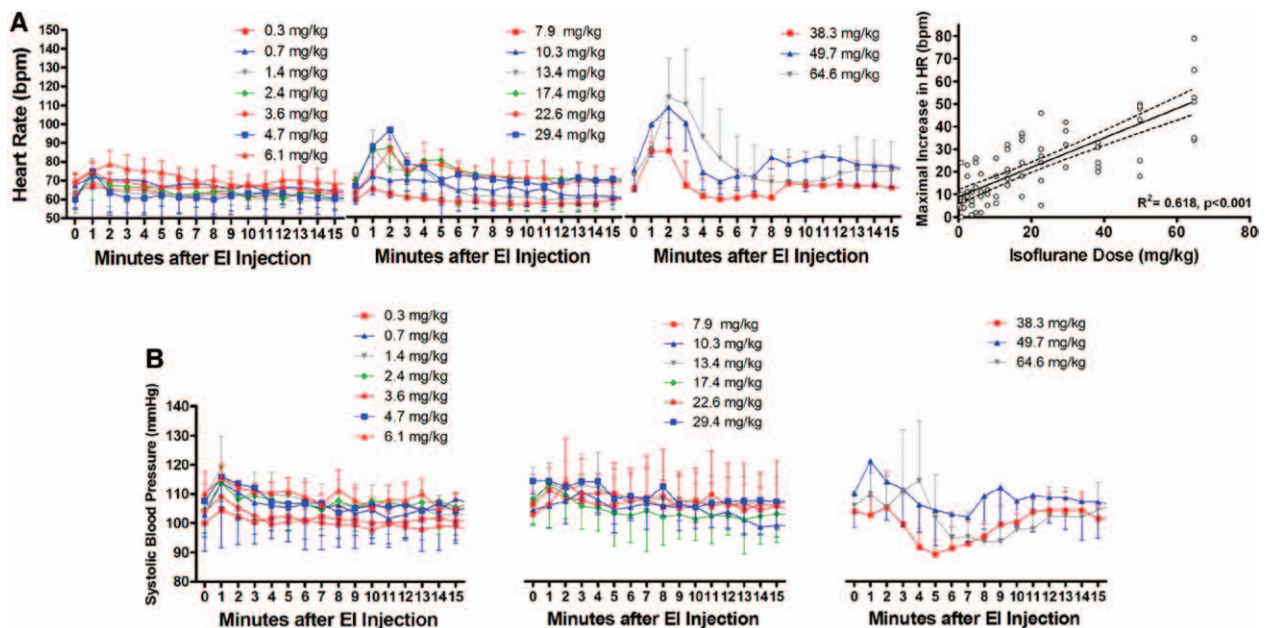 A
Heart Rate (bpm)
150
140
130
120
110
100
90
80
70
60
50
0.3 mg/kg
0.7 mg/kg
1.4 mg/kg
2.4 mg/kg
3.6 mg/kg
4.7 mg/kg
6.1 mg/kg
0 1 2 3 4 5 6 7 8 9 10 11 12 13 14 15
Minutes after EI Injection
7.9 mg/kg
10.3 mg/kg
13.4 mg/kg
17.4 mg/kg
22.6 mg/kg
29.4 mg/kg
0 1 2 3 4 5 6 7 8 9 10 11 12 13 14 15
Minutes after EI Injection
38.3 mg/kg
49.7 mg/kg
64.6 mg/kg
0 1 2 3 4 5 6 7 8 9 10 11 12 13 14 15
Minutes after EI Injection
Maximal Increase in HR (bpm)
80
70
60
50
40
30
20
10
0
R2= 0.618, p<0.001
0 20 40 60 80
Isoflurane Dose (mg/kg)
B
Systolic Blood Pressure (mmHg)
140
130
120
110
100
90
80
0.3 mg/kg
0.7 mg/kg
1.4 mg/kg
2.4 mg/kg
3.6 mg/kg
4.7 mg/kg
6.1 mg/kg
0 1 2 3 4 5 6 7 8 9 10 11 12 13 14 15
Minutes after EI Injection
7.9 mg/kg
10.3 mg/kg
13.4 mg/kg
17.4 mg/kg
22.6 mg/kg
29.4 mg/kg
0 1 2 3 4 5 6 7 8 9 10 11 12 13 14 15
Minutes after EI Injection
38.3 mg/kg
49.7 mg/kg
64.6 mg/kg
0 1 2 3 4 5 6 7 8 9 10 11 12 13 14 15
Minutes after EI Injection